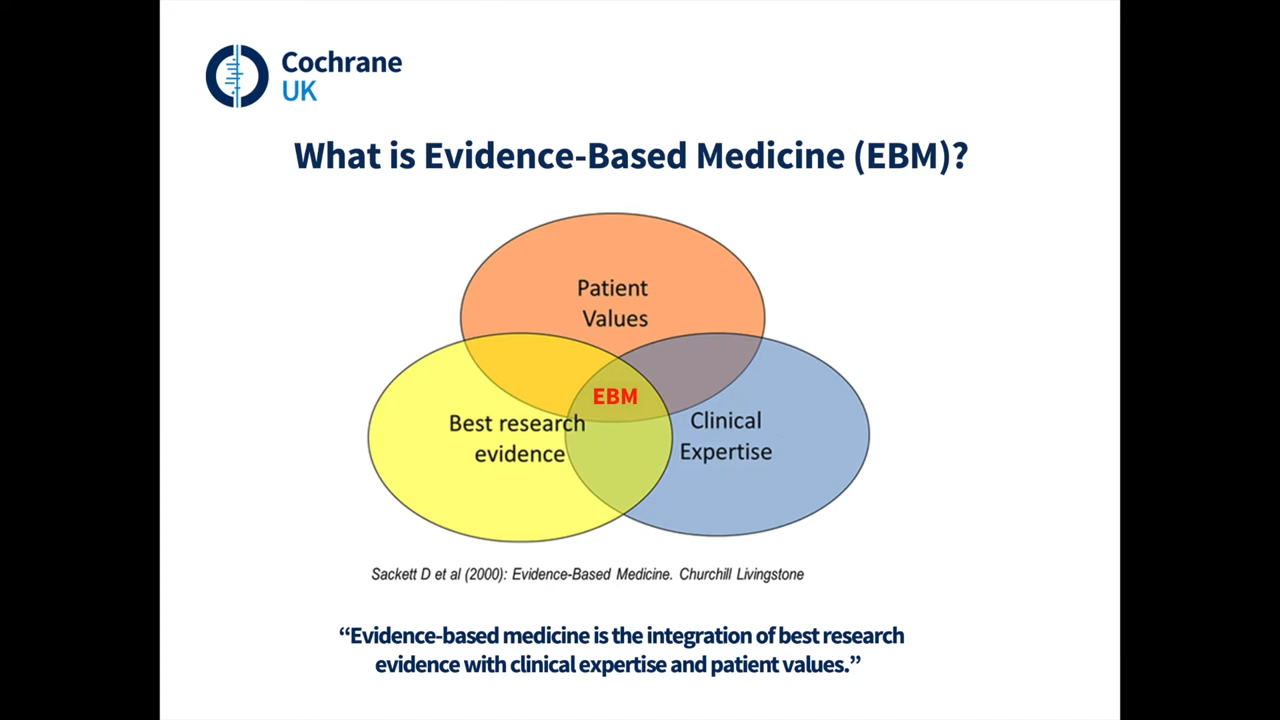 Cochrane
UK
What is Evidence-Based Medicine (EBM)?
Patient
Values
EBM
Best research
evidence
Clinical
Expertise
Sackett D et al (2000): Evidence-Based Medicine. Churchill Livingstone
“Evidence-based medicine is the integration of best research
evidence with clinical expertise and patient values.”